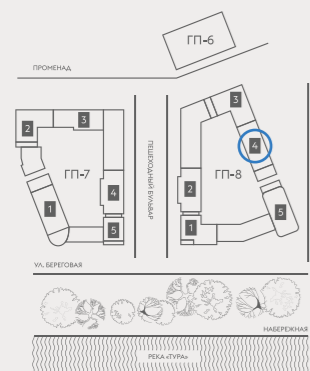 ГП-6
ПРОМЕНАД
3
3
2
4
ПЕШЕХОДНЫЙ БУЛЬВАР
ГП-7
ГП-8
4
2
1
5
5
1
УЛ. БЕРЕГОВАЯ
НАБЕРЕЖНАЯ
РЕКА «ТУРА»